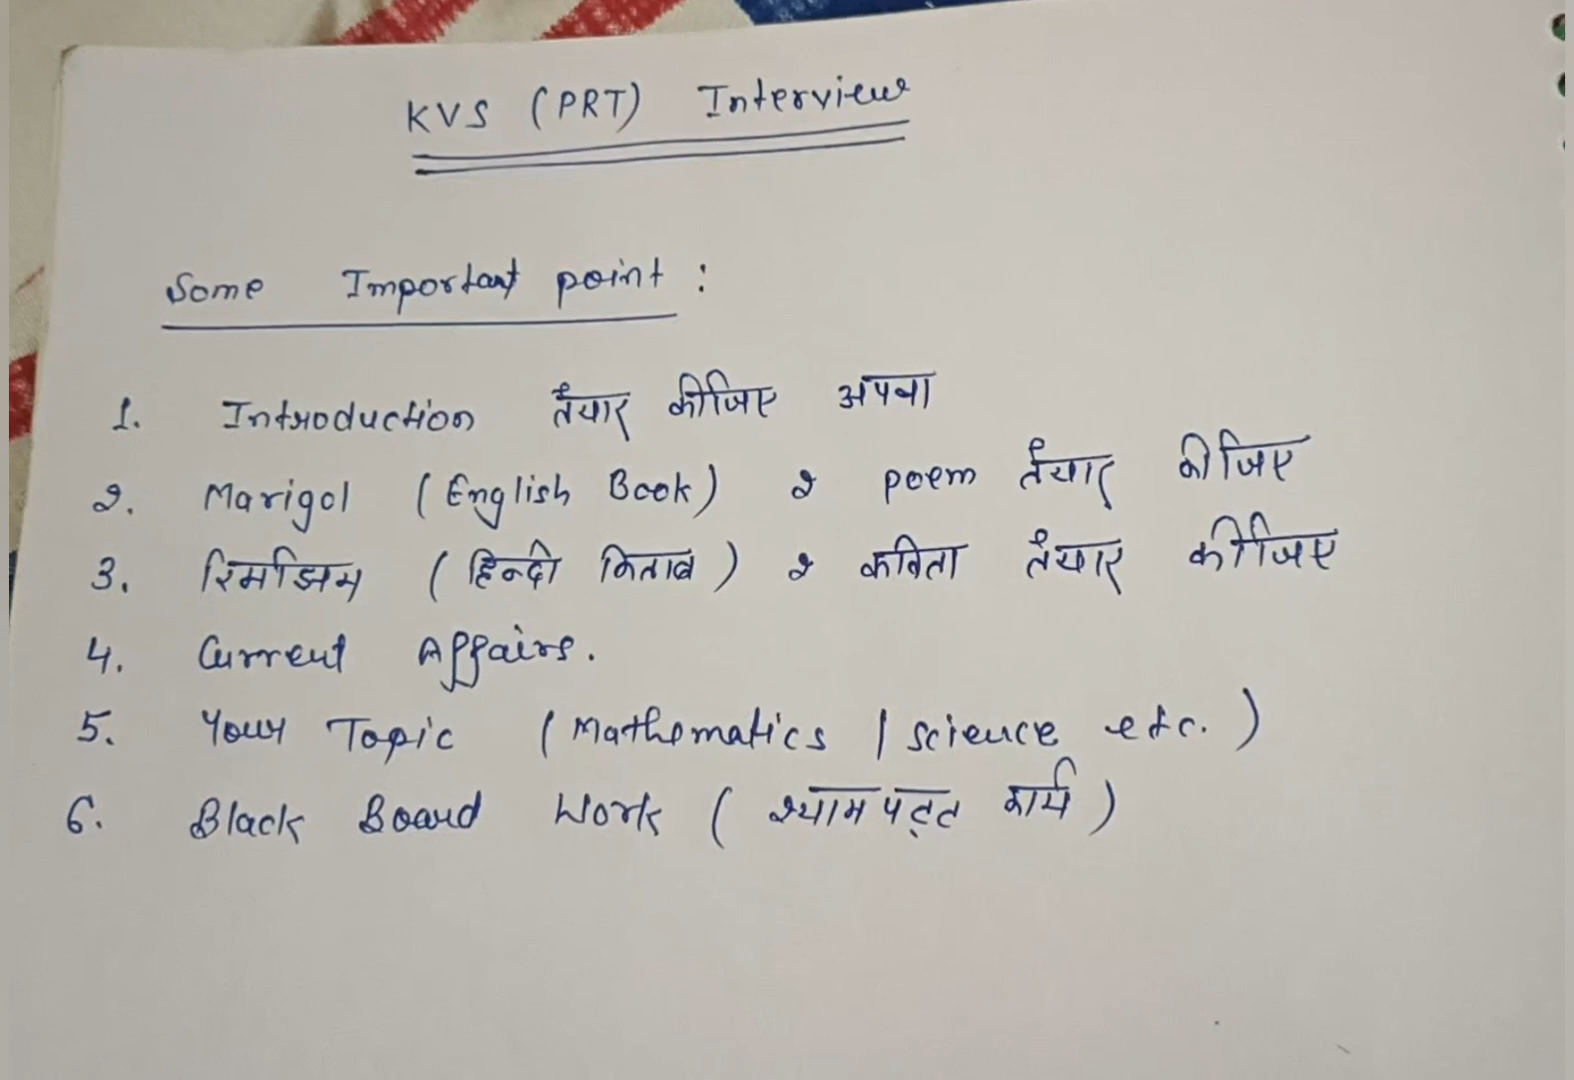 KVS (PRT) Interview
Some Important point :
1. Introduction तैयार कीजिए अपना
2. Marigol (English Book) 2 poem तैयार कीजिए
3. रिमझिम (हिन्दी किताब) 2 कविता तैयार कीजिए
4. Current Affairs.
5. Your Topic (Mathematics / science etc.)
6. Black Board Work (श्यामपट्ट कार्य)